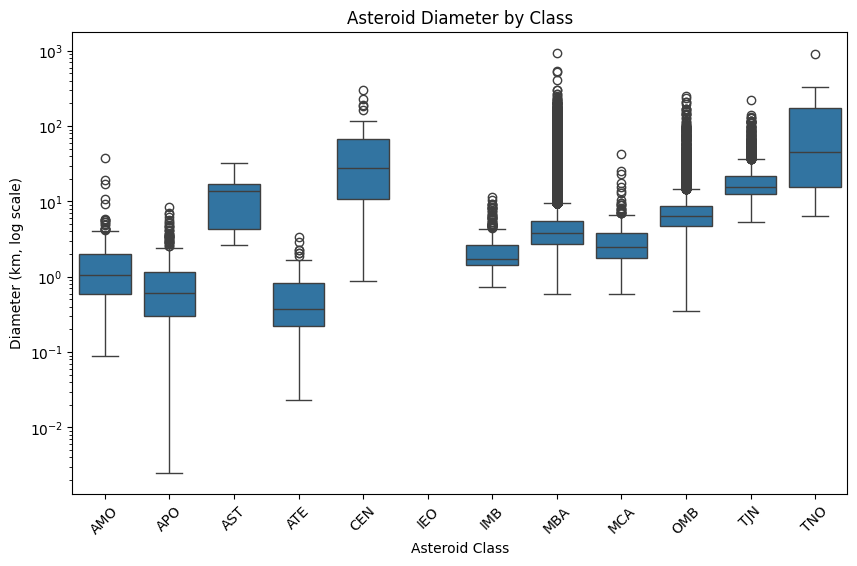 Asteroid Diameter by Class
Diameter (km, log scale)
10³
10²
10¹
10⁰
10⁻¹
10⁻²
AMO
APO
AST
ATE
CEN
IEO
IMB
MBA
MCA
OMB
TJN
TNO
Asteroid Class